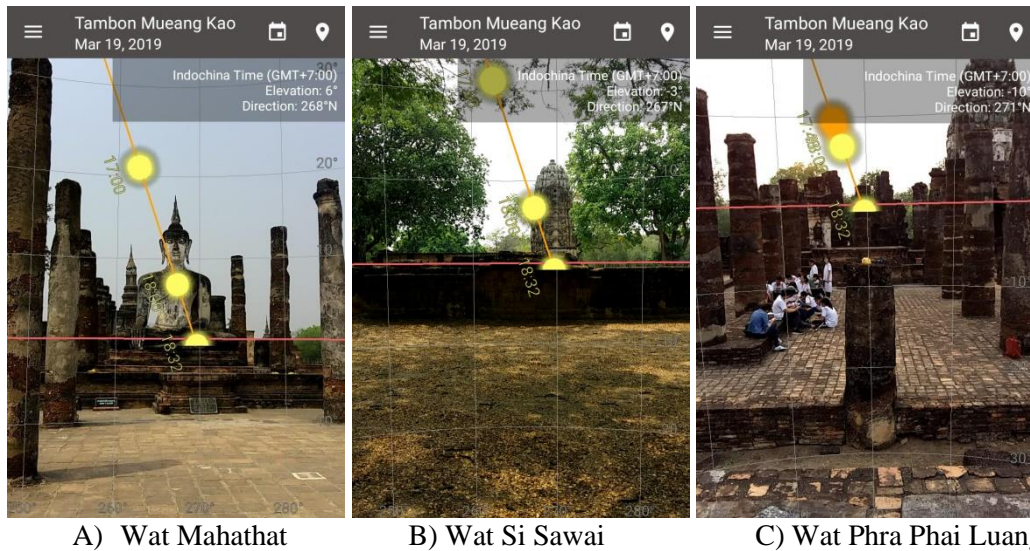 Tambon Mueang Kao
Mar 19, 2019
Indochina Time (GMT+7:00)
Elevation: 6°
Direction: 268°N
30°
20°
17:00
10°
18:32
260°
270°
280°
Tambon Mueang Kao
Mar 19, 2019
Indochina Time (GMT+7:00)
Elevation: -3°
Direction: 267°N
18:32
Tambon Mueang Kao
Mar 19, 2019
Indochina Time (GMT+7:00)
Elevation: -10°
Direction: 271°N
18:32
10
30°
A) Wat Mahathat
B) Wat Si Sawai
C) Wat Phra Phai Luang